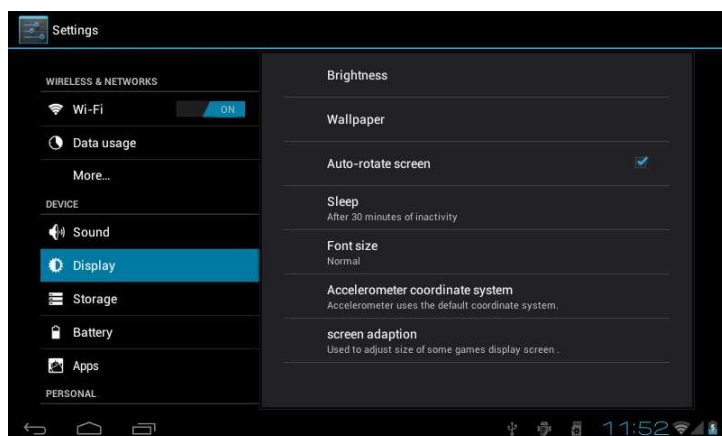 Settings
WIRELESS & NETWORKS
Wi-Fi
ON
Data usage
More...
DEVICE
Sound
Display
Storage
Battery
Apps
PERSONAL
Brightness
Wallpaper
Auto-rotate screen
Sleep
After 30 minutes of inactivity
Font size
Normal
Accelerometer coordinate system
Accelerometer uses the default coordinate system.
screen adaption
Used to adjust size of some games display screen .
11:52